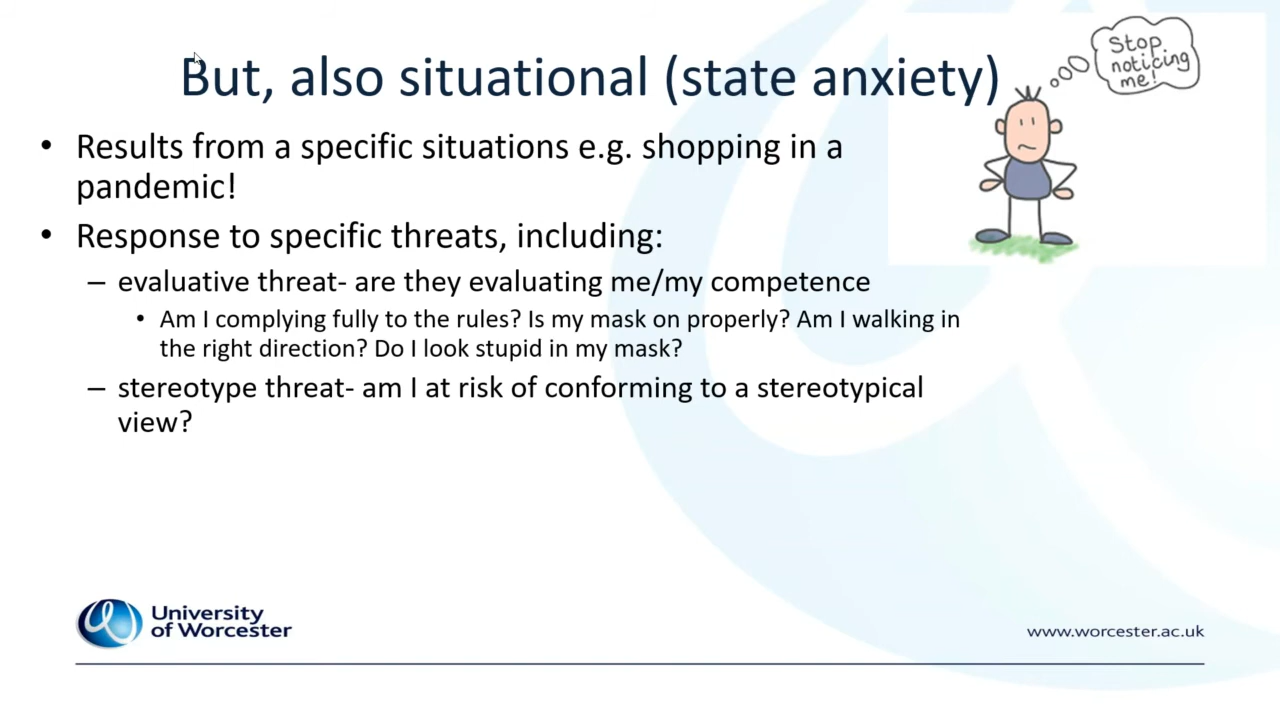 But, also situational (state anxiety)
Stop
noticing
me!
• Results from a specific situations e.g. shopping in a
pandemic!
• Response to specific threats, including:
– evaluative threat- are they evaluating me/my competence
• Am I complying fully to the rules? Is my mask on properly? Am I walking in
the right direction? Do I look stupid in my mask?
– stereotype threat- am I at risk of conforming to a stereotypical
view?
University
of Worcester
www.worcester.ac.uk